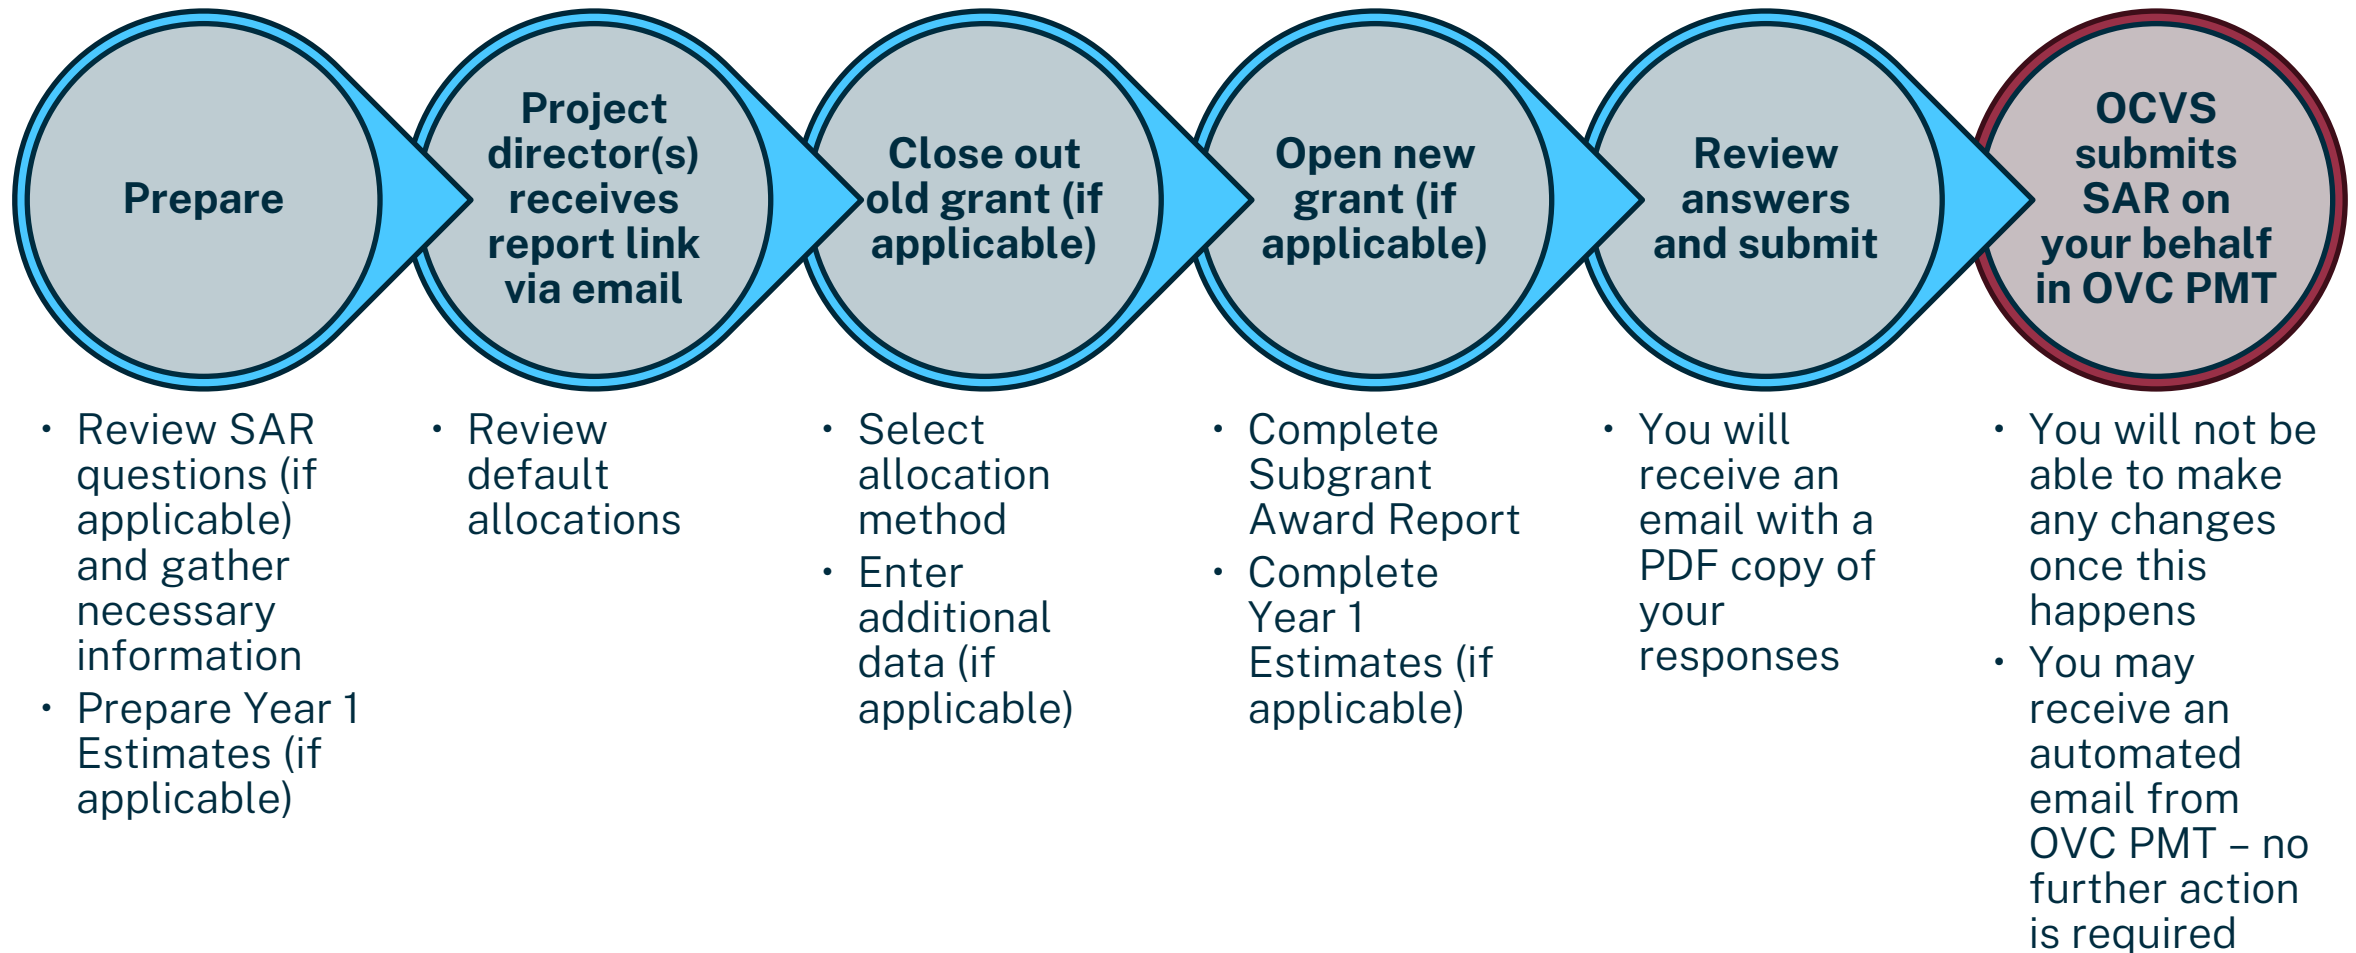 Prepare
Project
director(s)
receives
report link
via email
Close out
old grant (if
applicable)
Open new
grant (if
applicable)
Review
answers
and submit
OCVS
submits
SAR on
your behalf
in OVC PMT
• Review SAR
questions (if
applicable)
and gather
necessary
information
• Prepare Year 1
Estimates (if
applicable)
• Review
default
allocations
• Select
allocation
method
• Enter
additional
data (if
applicable)
• Complete
Subgrant
Award Report
• Complete
Year 1
Estimates (if
applicable)
• You will
receive an
email with a
PDF copy of
your
responses
• You will not be
able to make
any changes
once this
happens
• You may
receive an
automated
email from
OVC PMT – no
further action
is required